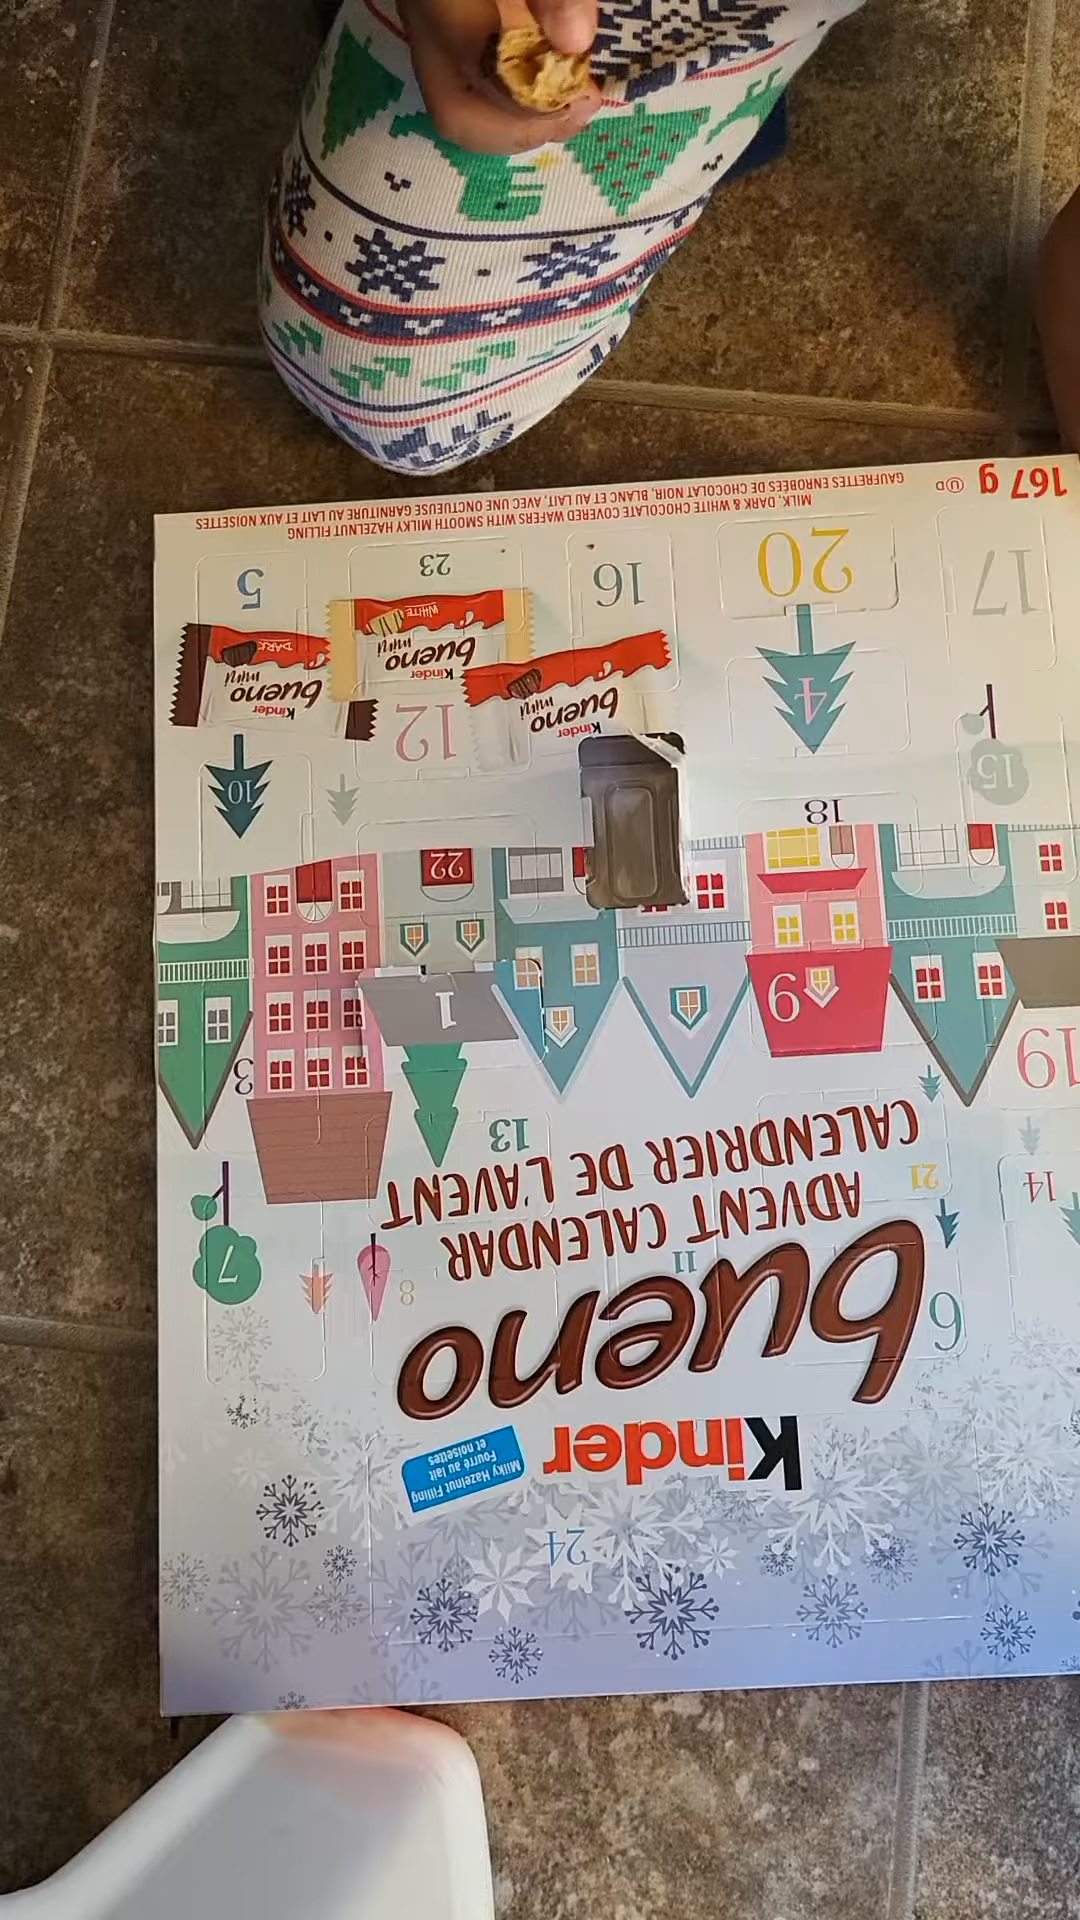 24
Kinder
Milky Hazelnut Filling
Fourré au lait
et noisettes
bueno
6
11
8
7
ADVENT CALENDAR
CALENDRIER DE L'AVENT
14
21
13
19
9
1
3
18
22
15
4
12
10
Kinder
bueno
mini
Kinder
bueno
mini
WHITE
Kinder
bueno
mini
DARK
17
20
16
23
5
167 g
U D
MILK, DARK & WHITE CHOCOLATE COVERED WAFERS WITH SMOOTH MILKY HAZELNUT FILLING
GAUFRETTES ENROBÉES DE CHOCOLAT NOIR, BLANC ET AU LAIT, AVEC UNE ONCTUEUSE GARNITURE AU LAIT ET AUX NOISETTES